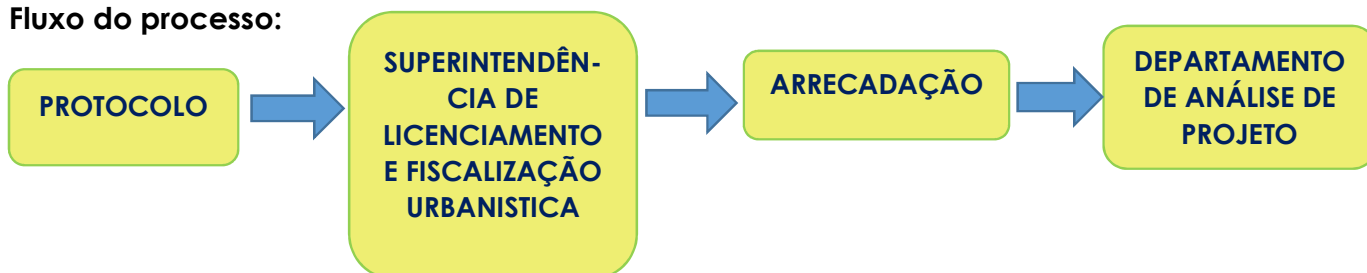 Fluxo do processo:
PROTOCOLO
SUPERINTENDÊN-
CIA DE
LICENCIAMENTO
E FISCALIZAÇÃO
URBANISTICA
ARRECADAÇÃO
DEPARTAMENTO
DE ANÁLISE DE
PROJETO